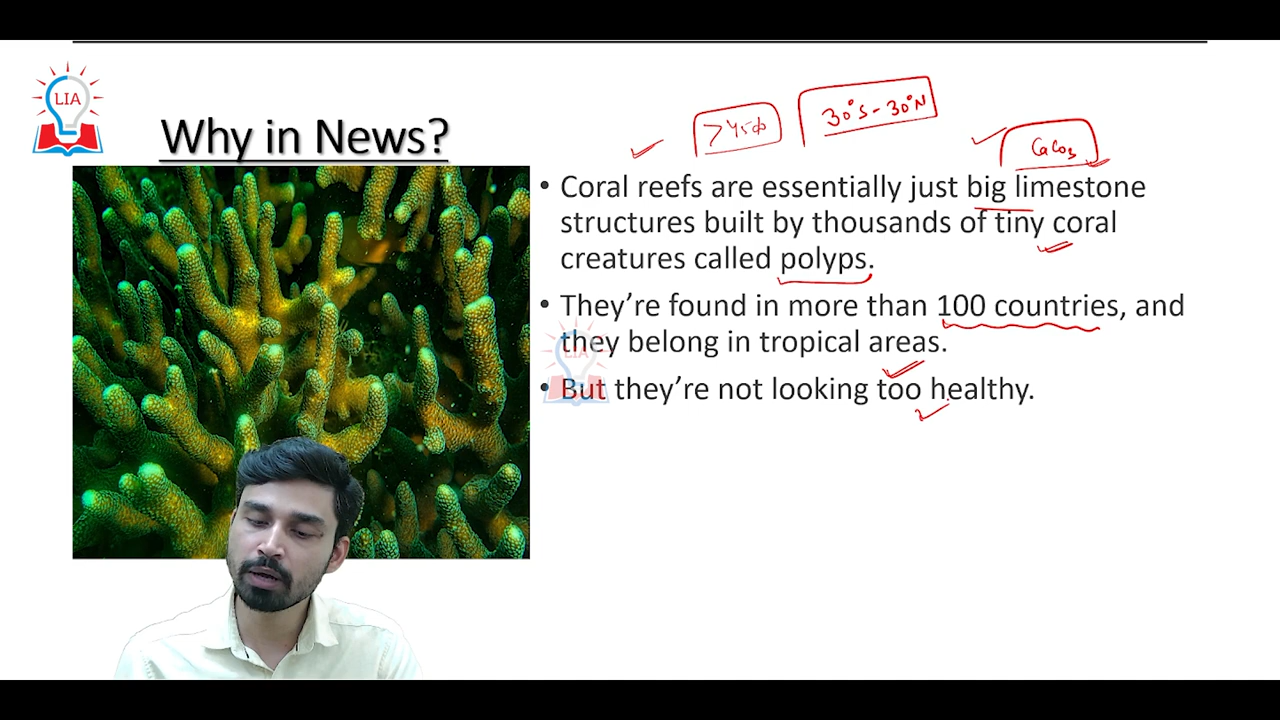 LIA
Why in News?
>450
30°S - 30°N
CaCO3
• Coral reefs are essentially just big limestone
structures built by thousands of tiny coral
creatures called polyps.
• They’re found in more than 100 countries, and
they belong in tropical areas.
LIA
• But they’re not looking too healthy.